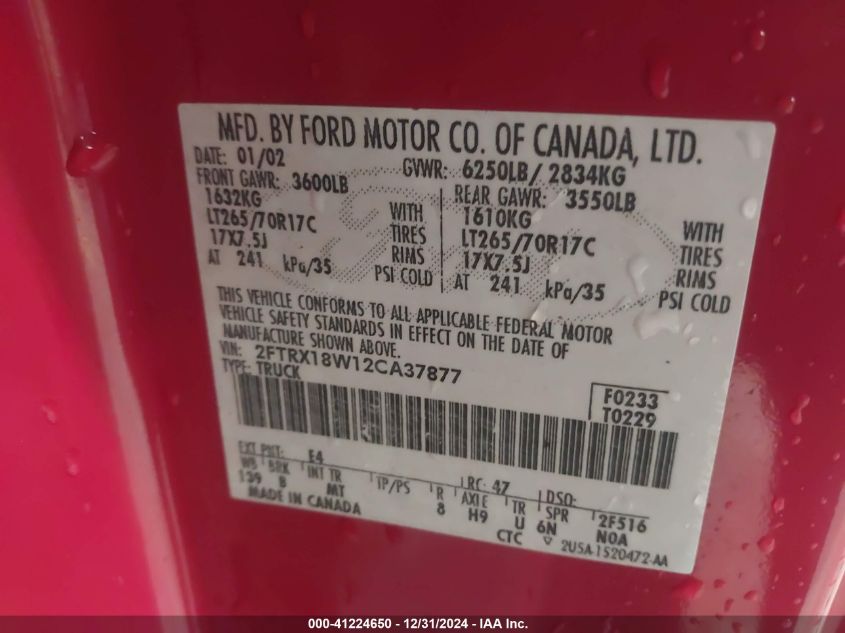 MFD. BY FORD MOTOR CO. OF CANADA, LTD.
DATE: 01/02 GVWR: 6250LB/ 2834KG
FRONT GAWR: 3600LB REAR GAWR: 3550LB
1632KG WITH 1610KG WITH
LT265/70R17C TIRES LT265/70R17C TIRES
17X7.5J RIMS 17X7.5J RIMS
AT 241 kPa/35 PSI COLD AT 241 kPa/35 PSI COLD
THIS VEHICLE CONFORMS TO ALL APPLICABLE FEDERAL MOTOR
VEHICLE SAFETY STANDARDS IN EFFECT ON THE DATE OF
MANUFACTURE SHOWN ABOVE.
VIN: 2FTRX18W12CA37877
TYPE: TRUCK
F0233
T0229
EXT PNT: E4 RC: 47 DSO:
WB BRK INT TR TP/PS R AXLE TR SPR 2F516
139 B MT 8 H9 U 6N N0A
MADE IN CANADA CTC 2U5A-1520472-AA
000-41224650 - 12/31/2024 - IAA Inc.